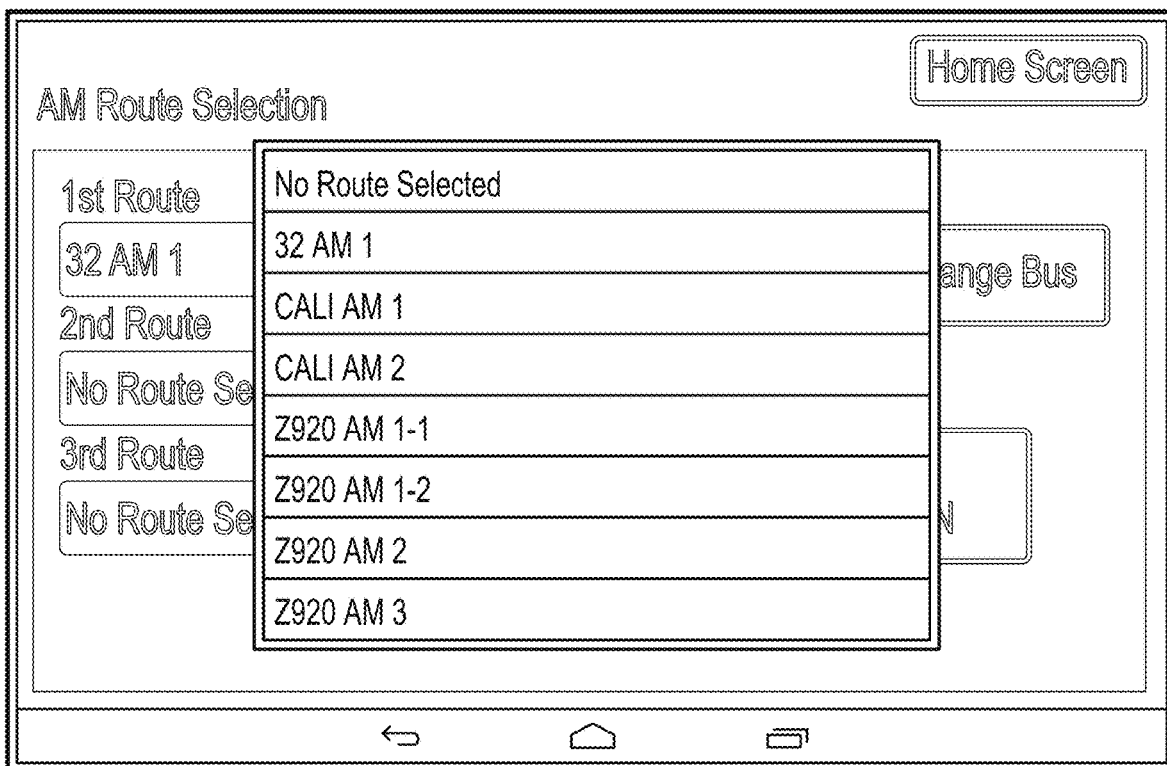 Home Screen
AM Route Selection
1st Route
32 AM 1
2nd Route
No Route Se
3rd Route
No Route Se
No Route Selected
32 AM 1
CALI AM 1
CALI AM 2
Z920 AM 1-1
Z920 AM 1-2
Z920 AM 2
Z920 AM 3
ange Bus
N